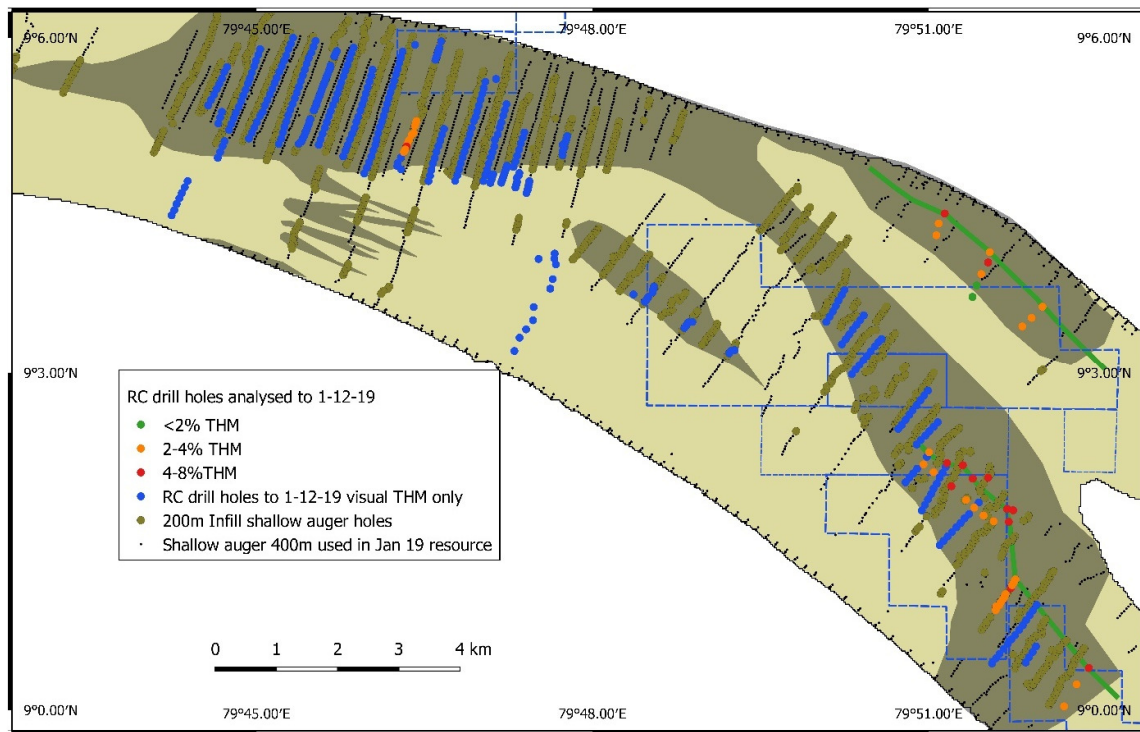 79°45.00′E 79°48.00′E 79°51.00′E
9°6.00′N 9°6.00′N
9°3.00′N 9°3.00′N
RC drill holes analysed to 1-12-19
<2% THM
2-4% THM
4-8%THM
RC drill holes to 1-12-19 visual THM only
200m Infill shallow auger holes
Shallow auger 400m used in Jan 19 resource
0 1 2 3 4 km
9°0.00′N 79°45.00′E 79°48.00′E 79°51.00′E 9°0.00′N